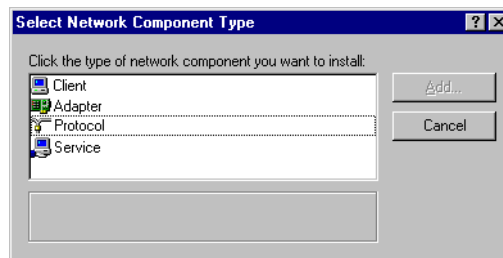 Select Network Component Type
Click the type of network component you want to install:
Client
Adapter
Protocol
Service
Add...
Cancel